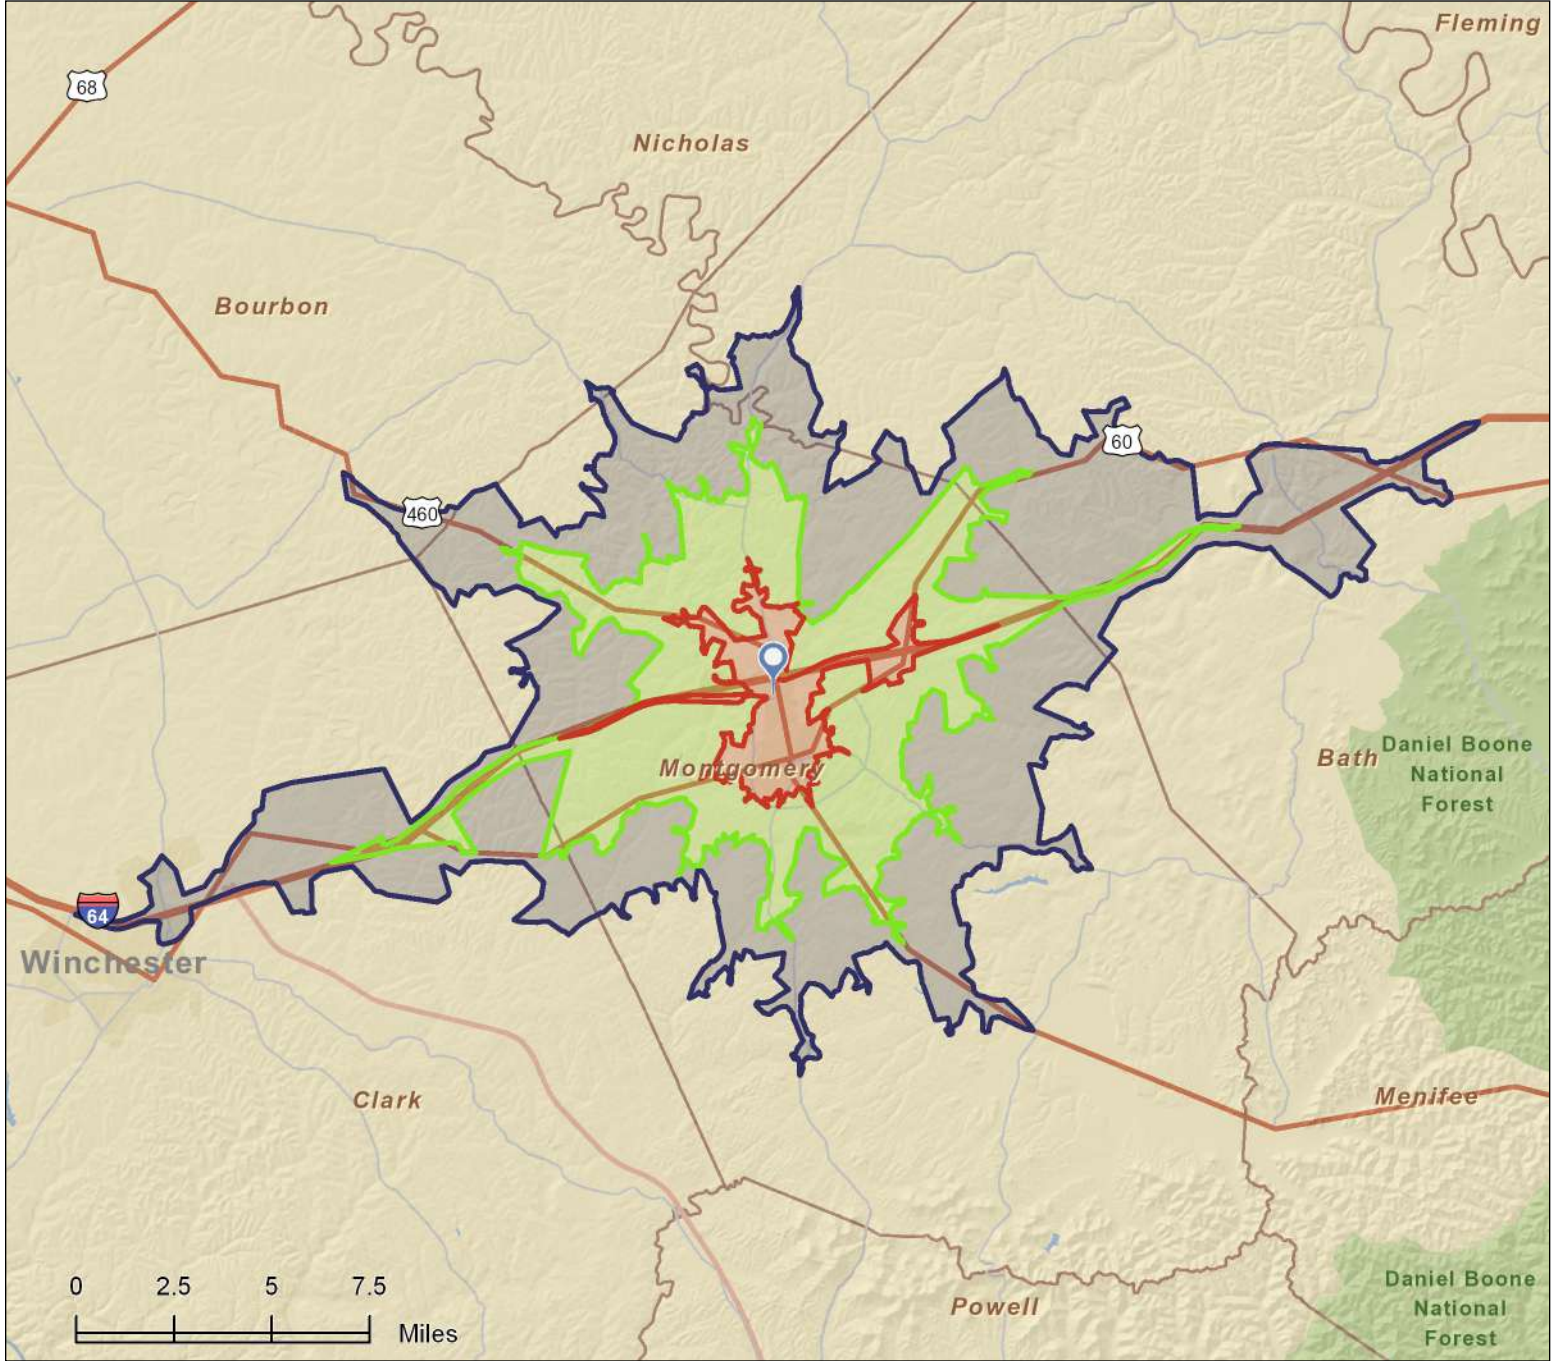 Fleming
68
Nicholas
Bourbon
60
460
Montgomery
Bath
Daniel Boone
National
Forest
64
Winchester
Clark
Menifee
Powell
Daniel Boone
National
Forest
0 2.5 5 7.5
Miles